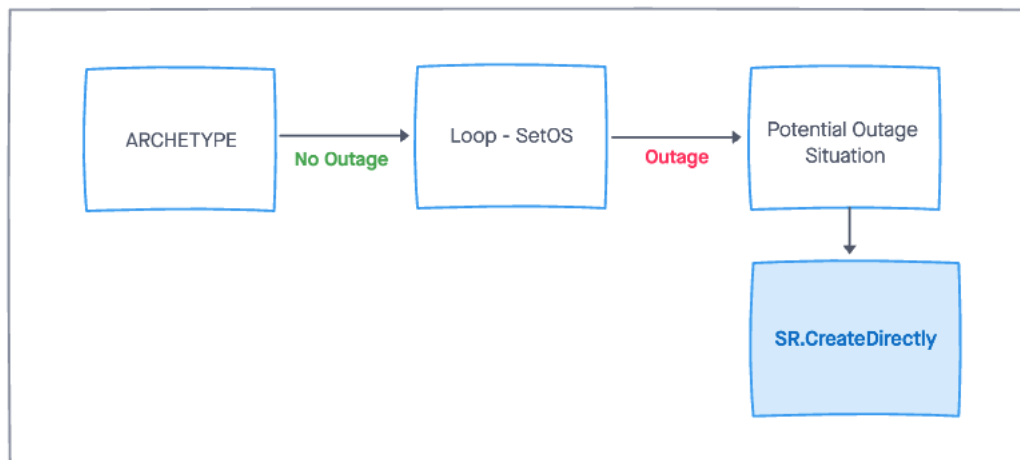 ARCHETYPE
No Outage
Loop - SetOS
Outage
Potential Outage
Situation
SR.CreateDirectly